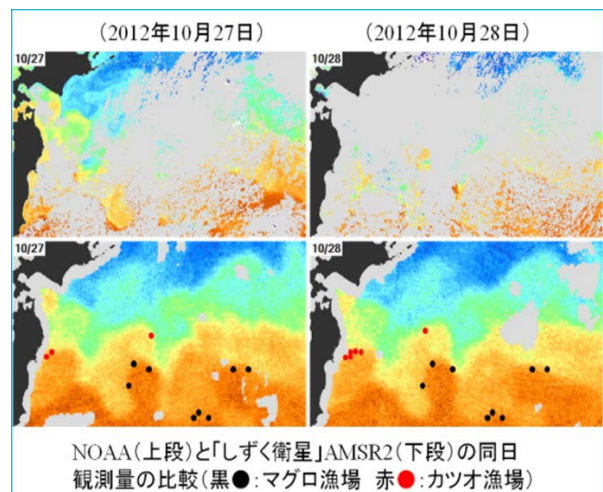 (2012年10月27日)
(2012年10月28日)
10/27
10/28
10/27
10/28
NOAA(上段)と「しずく衛星」AMSR2(下段)の同日
観測量の比較(黒●:マグロ漁場 赤●:カツオ漁場)